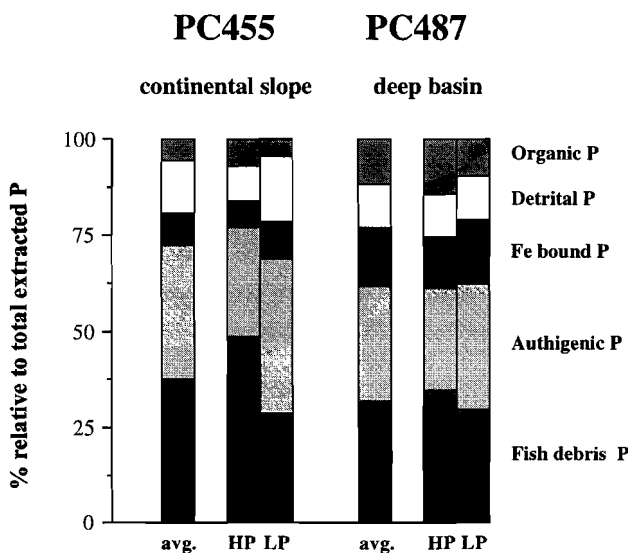 PC455 PC487
continental slope deep basin
% relative to total extracted P
100
75
50
25
0
Organic P
Detrital P
Fe bound P
Authigenic P
Fish debris P
avg. HP LP avg. HP LP